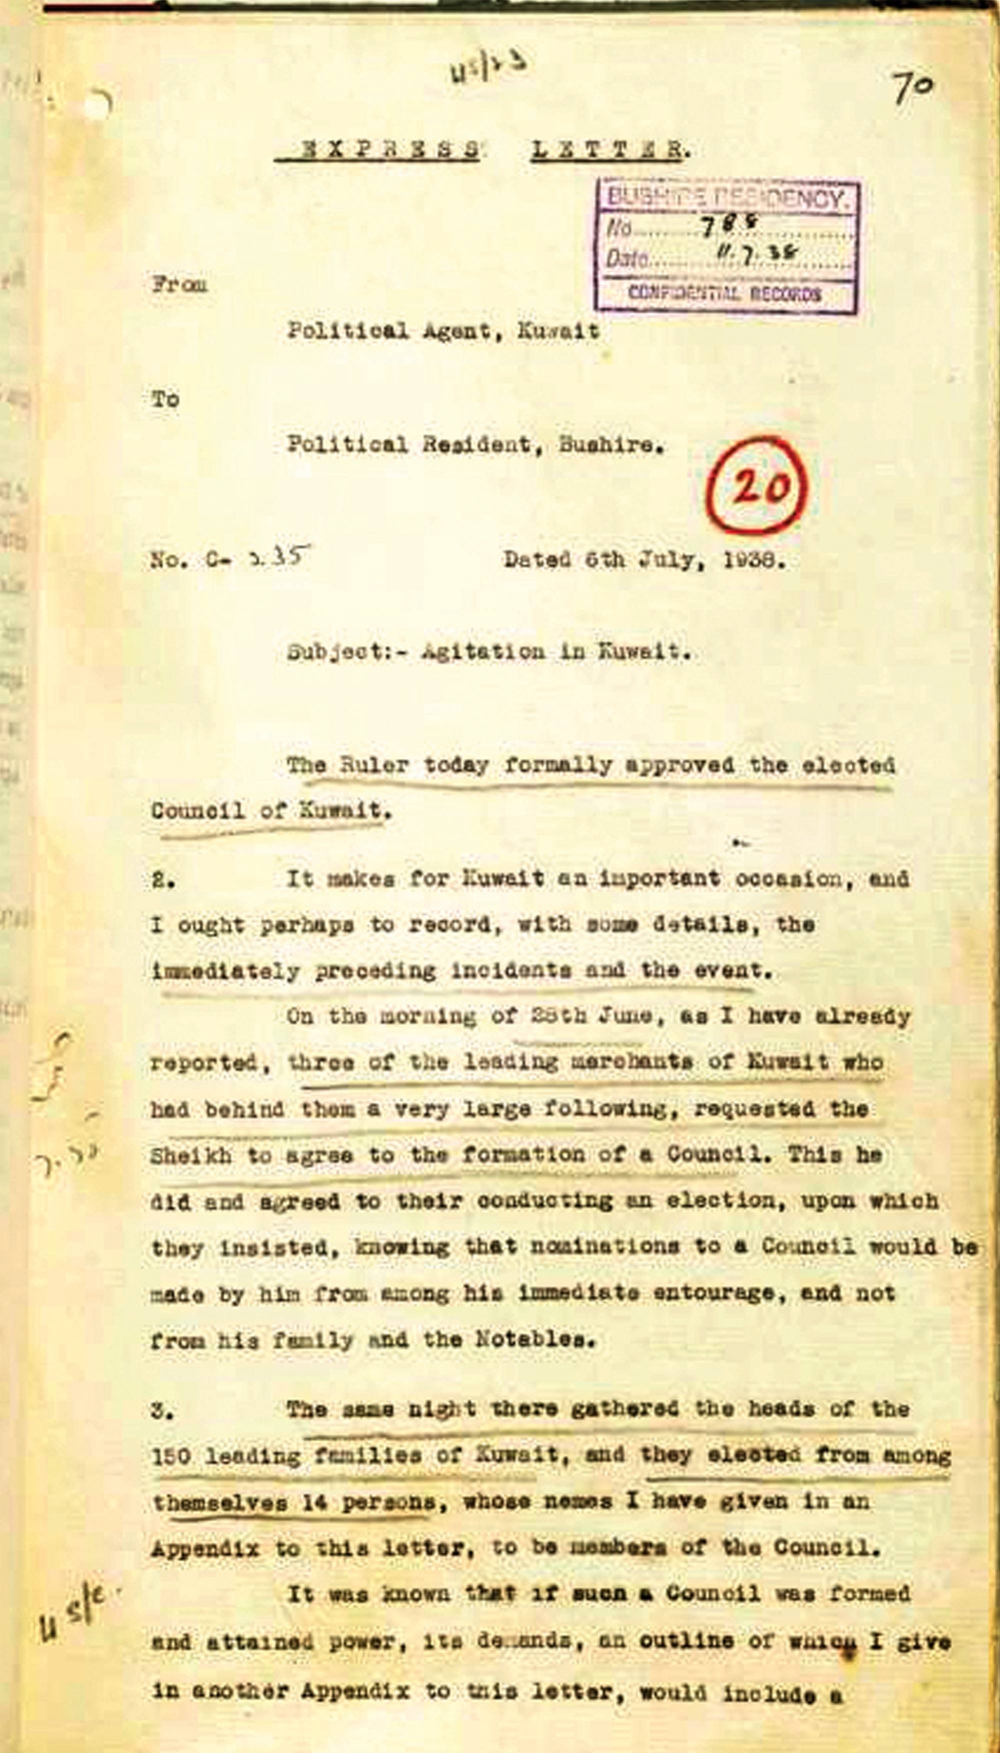 70
EXPRESS LETTER.
BUSHIRE RESIDENCY.
No. 788
Date 11.7.38
CONFIDENTIAL RECORDS
From
Political Agent, Kuwait
To
Political Resident, Bushire.
20
No. C- 235
Dated 6th July, 1938.
Subject:- Agitation in Kuwait.
The Ruler today formally approved the elected
Council of Kuwait.
2. It makes for Kuwait an important occasion, and
I ought perhaps to record, with some details, the
immediately preceding incidents and the event.
On the morning of June, as I have already
reported, three of the leading merchants of Kuwait who
had behind them a very large following, requested the
Sheikh to agree to the formation of a Council. This he
did and agreed to their conducting an election, upon which
they insisted, knowing that nominations to a Council would be
made by him from among his immediate entourage, and not
from his family and the Notables.
3. The same night there gathered the heads of the
150 leading families of Kuwait, and they elected from among
themselves 14 persons, whose names I have given in an
Appendix to this letter, to be members of the Council.
It was known that if such a Council was formed
and attained power, its demands, an outline of which I give
in another Appendix to this letter, would include a